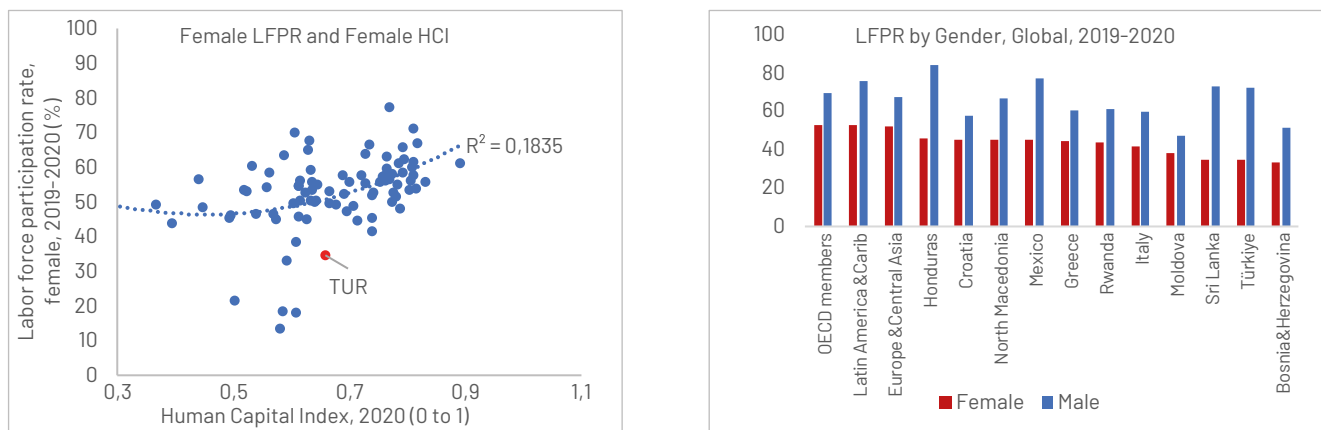 Female LFPR and Female HCI
Labor force participation rate,
female, 2019-2020 (%)
100
90
80
70
60
50
40
30
20
10
0
R² = 0,1835
TUR
0,3
0,5
0,7
0,9
1,1
Human Capital Index, 2020 (0 to 1)
LFPR by Gender, Global, 2019-2020
100
80
60
40
20
0
OECD members
Latin America &Carib
Europe &Central Asia
Honduras
Croatia
North Macedonia
Mexico
Greece
Rwanda
Italy
Moldova
Sri Lanka
Türkiye
Bosnia&Herzegovina
Female
Male